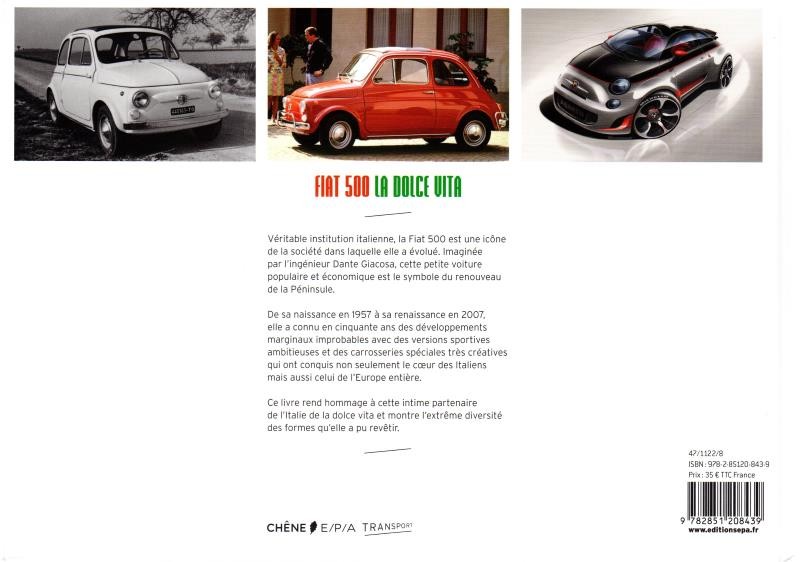 FIAT 500 LA DOLCE VITA
Véritable institution italienne, la Fiat 500 est une icône
de la société dans laquelle elle a évolué. Imaginée
par l'ingénieur Dante Giacosa, cette petite voiture
populaire et économique est le symbole du renouveau
de la Péninsule.
De sa naissance en 1957 à sa renaissance en 2007,
elle a connu en cinquante ans des développements
marginaux improbables avec des versions sportives
ambitieuses et des carrosseries spéciales très créatives
qui ont conquis non seulement le cœur des Italiens
mais aussi celui de l'Europe entière.
Ce livre rend hommage à cette intime partenaire
de l'Italie de la dolce vita et montre l'extrême diversité
des formes qu'elle a pu revêtir.
47/1122/8
ISBN : 978-2-85120-843-9
Prix : 35 € TTC France
9 782851 208439
www.editionsepa.fr
CHÊNE E/P/A TRANSPORT